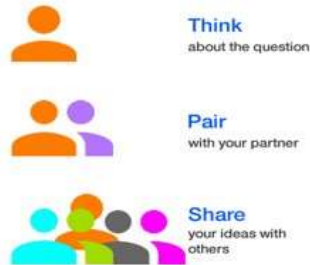 Think
about the question
Pair
with your partner
Share
your ideas with
others